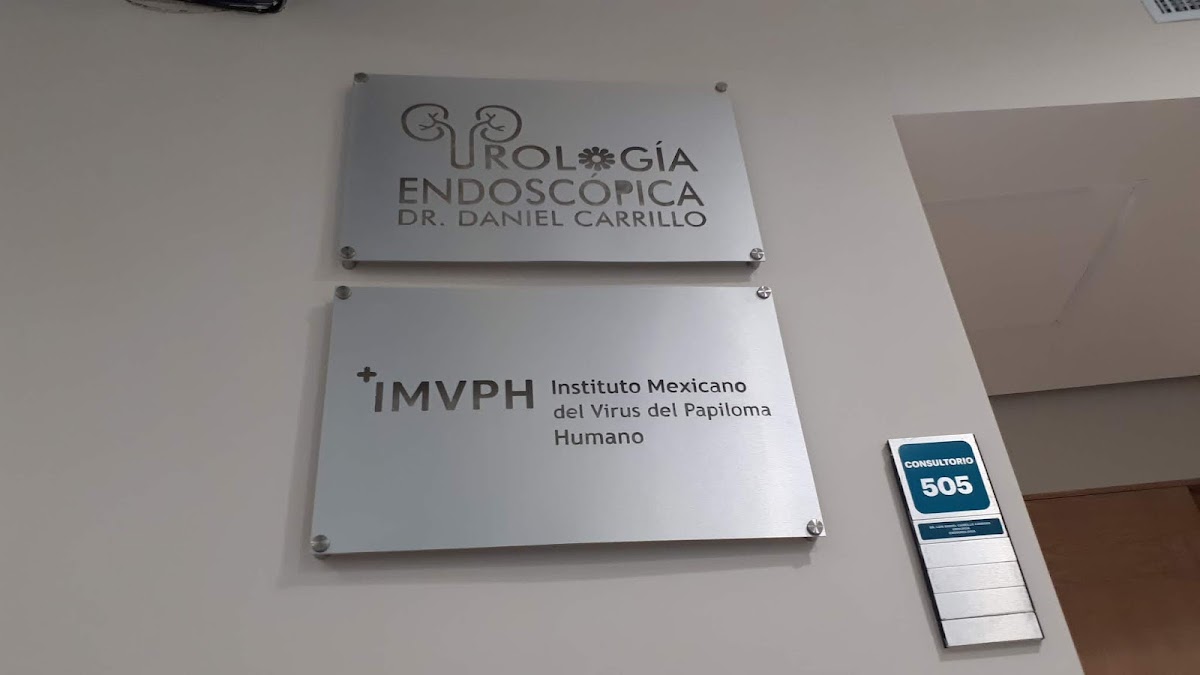 UROLOGÍA
ENDOSCÓPICA
DR. DANIEL CARRILLO
IMVPH
Instituto Mexicano
del Virus del Papiloma
Humano
CONSULTORIO
505